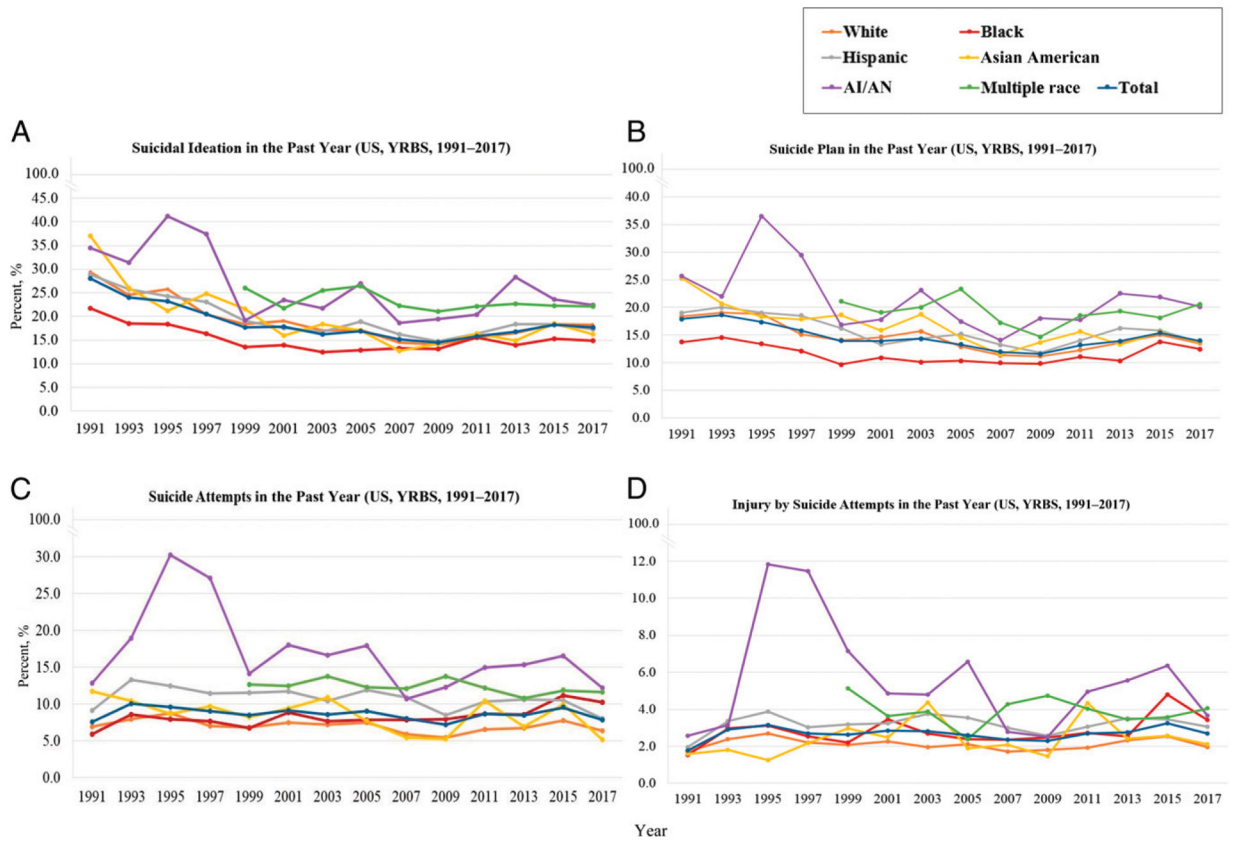 White Black
Hispanic Asian American
AI/AN Multiple race Total
A
Suicidal Ideation in the Past Year (US, YRBS, 1991–2017)
100.0
45.0
40.0
35.0
30.0
25.0
20.0
15.0
10.0
5.0
0.0
Percent, %
1991 1993 1995 1997 1999 2001 2003 2005 2007 2009 2011 2013 2015 2017
B
Suicide Plan in the Past Year (US, YRBS, 1991–2017)
100.0
40.0
35.0
30.0
25.0
20.0
15.0
10.0
5.0
0.0
1991 1993 1995 1997 1999 2001 2003 2005 2007 2009 2011 2013 2015 2017
C
Suicide Attempts in the Past Year (US, YRBS, 1991–2017)
100.0
30.0
25.0
20.0
15.0
10.0
5.0
0.0
Percent, %
1991 1993 1995 1997 1999 2001 2003 2005 2007 2009 2011 2013 2015 2017
D
Injury by Suicide Attempts in the Past Year (US, YRBS, 1991–2017)
100.0
12.0
10.0
8.0
6.0
4.0
2.0
0.0
1991 1993 1995 1997 1999 2001 2003 2005 2007 2009 2011 2013 2015 2017
Year